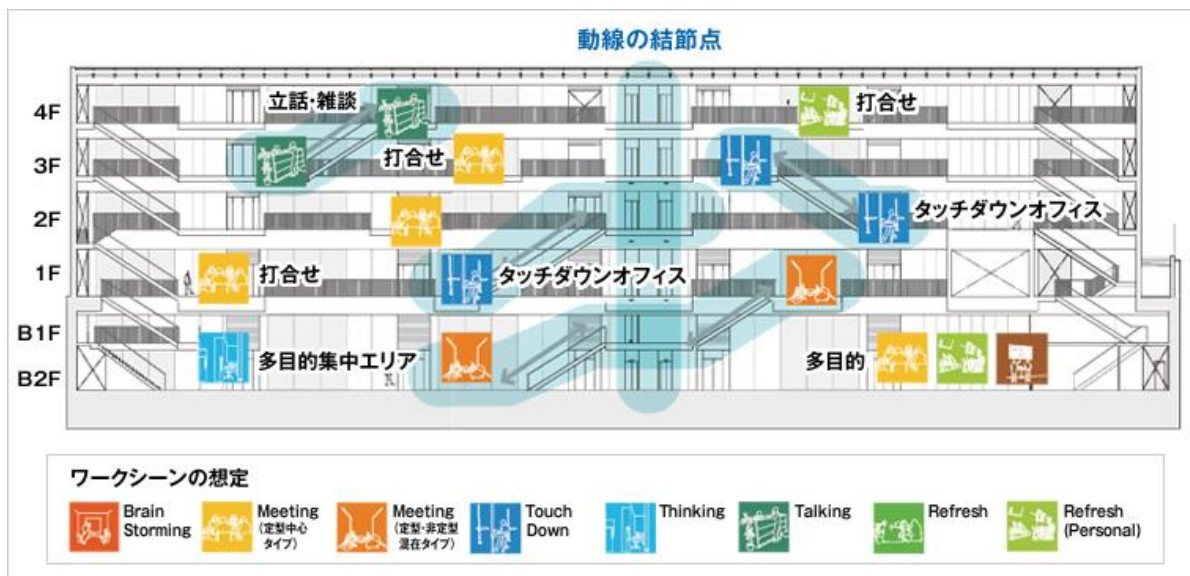 動線の結節点
4F
立話・雑談
打合せ
3F
打合せ
2F
タッチダウンオフィス
1F
打合せ
タッチダウンオフィス
B1F
多目的集中エリア
多目的
B2F
ワークシーンの想定
Brain
Storming
Meeting
(定型中心
タイプ)
Meeting
(定型・非定型
混在タイプ)
Touch
Down
Thinking
Talking
Refresh
Refresh
(Personal)